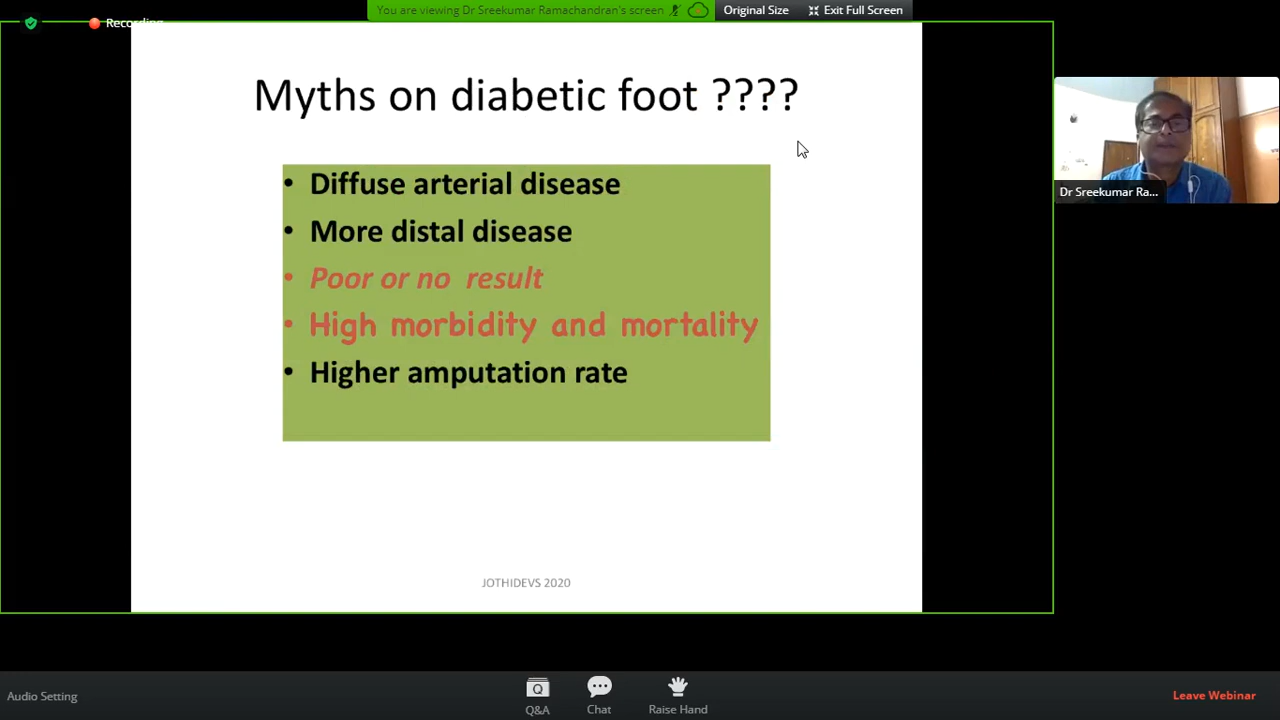 You are viewing Dr Sreekumar Ramachandran's screen
Original Size
Exit Full Screen
Recording
Myths on diabetic foot ????
• Diffuse arterial disease
• More distal disease
• Poor or no result
• High morbidity and mortality
• Higher amputation rate
JOTHIDEVS 2020
Dr Sreekumar Ra...
Audio Setting
Q
Q&A
Chat
Raise Hand
Leave Webinar